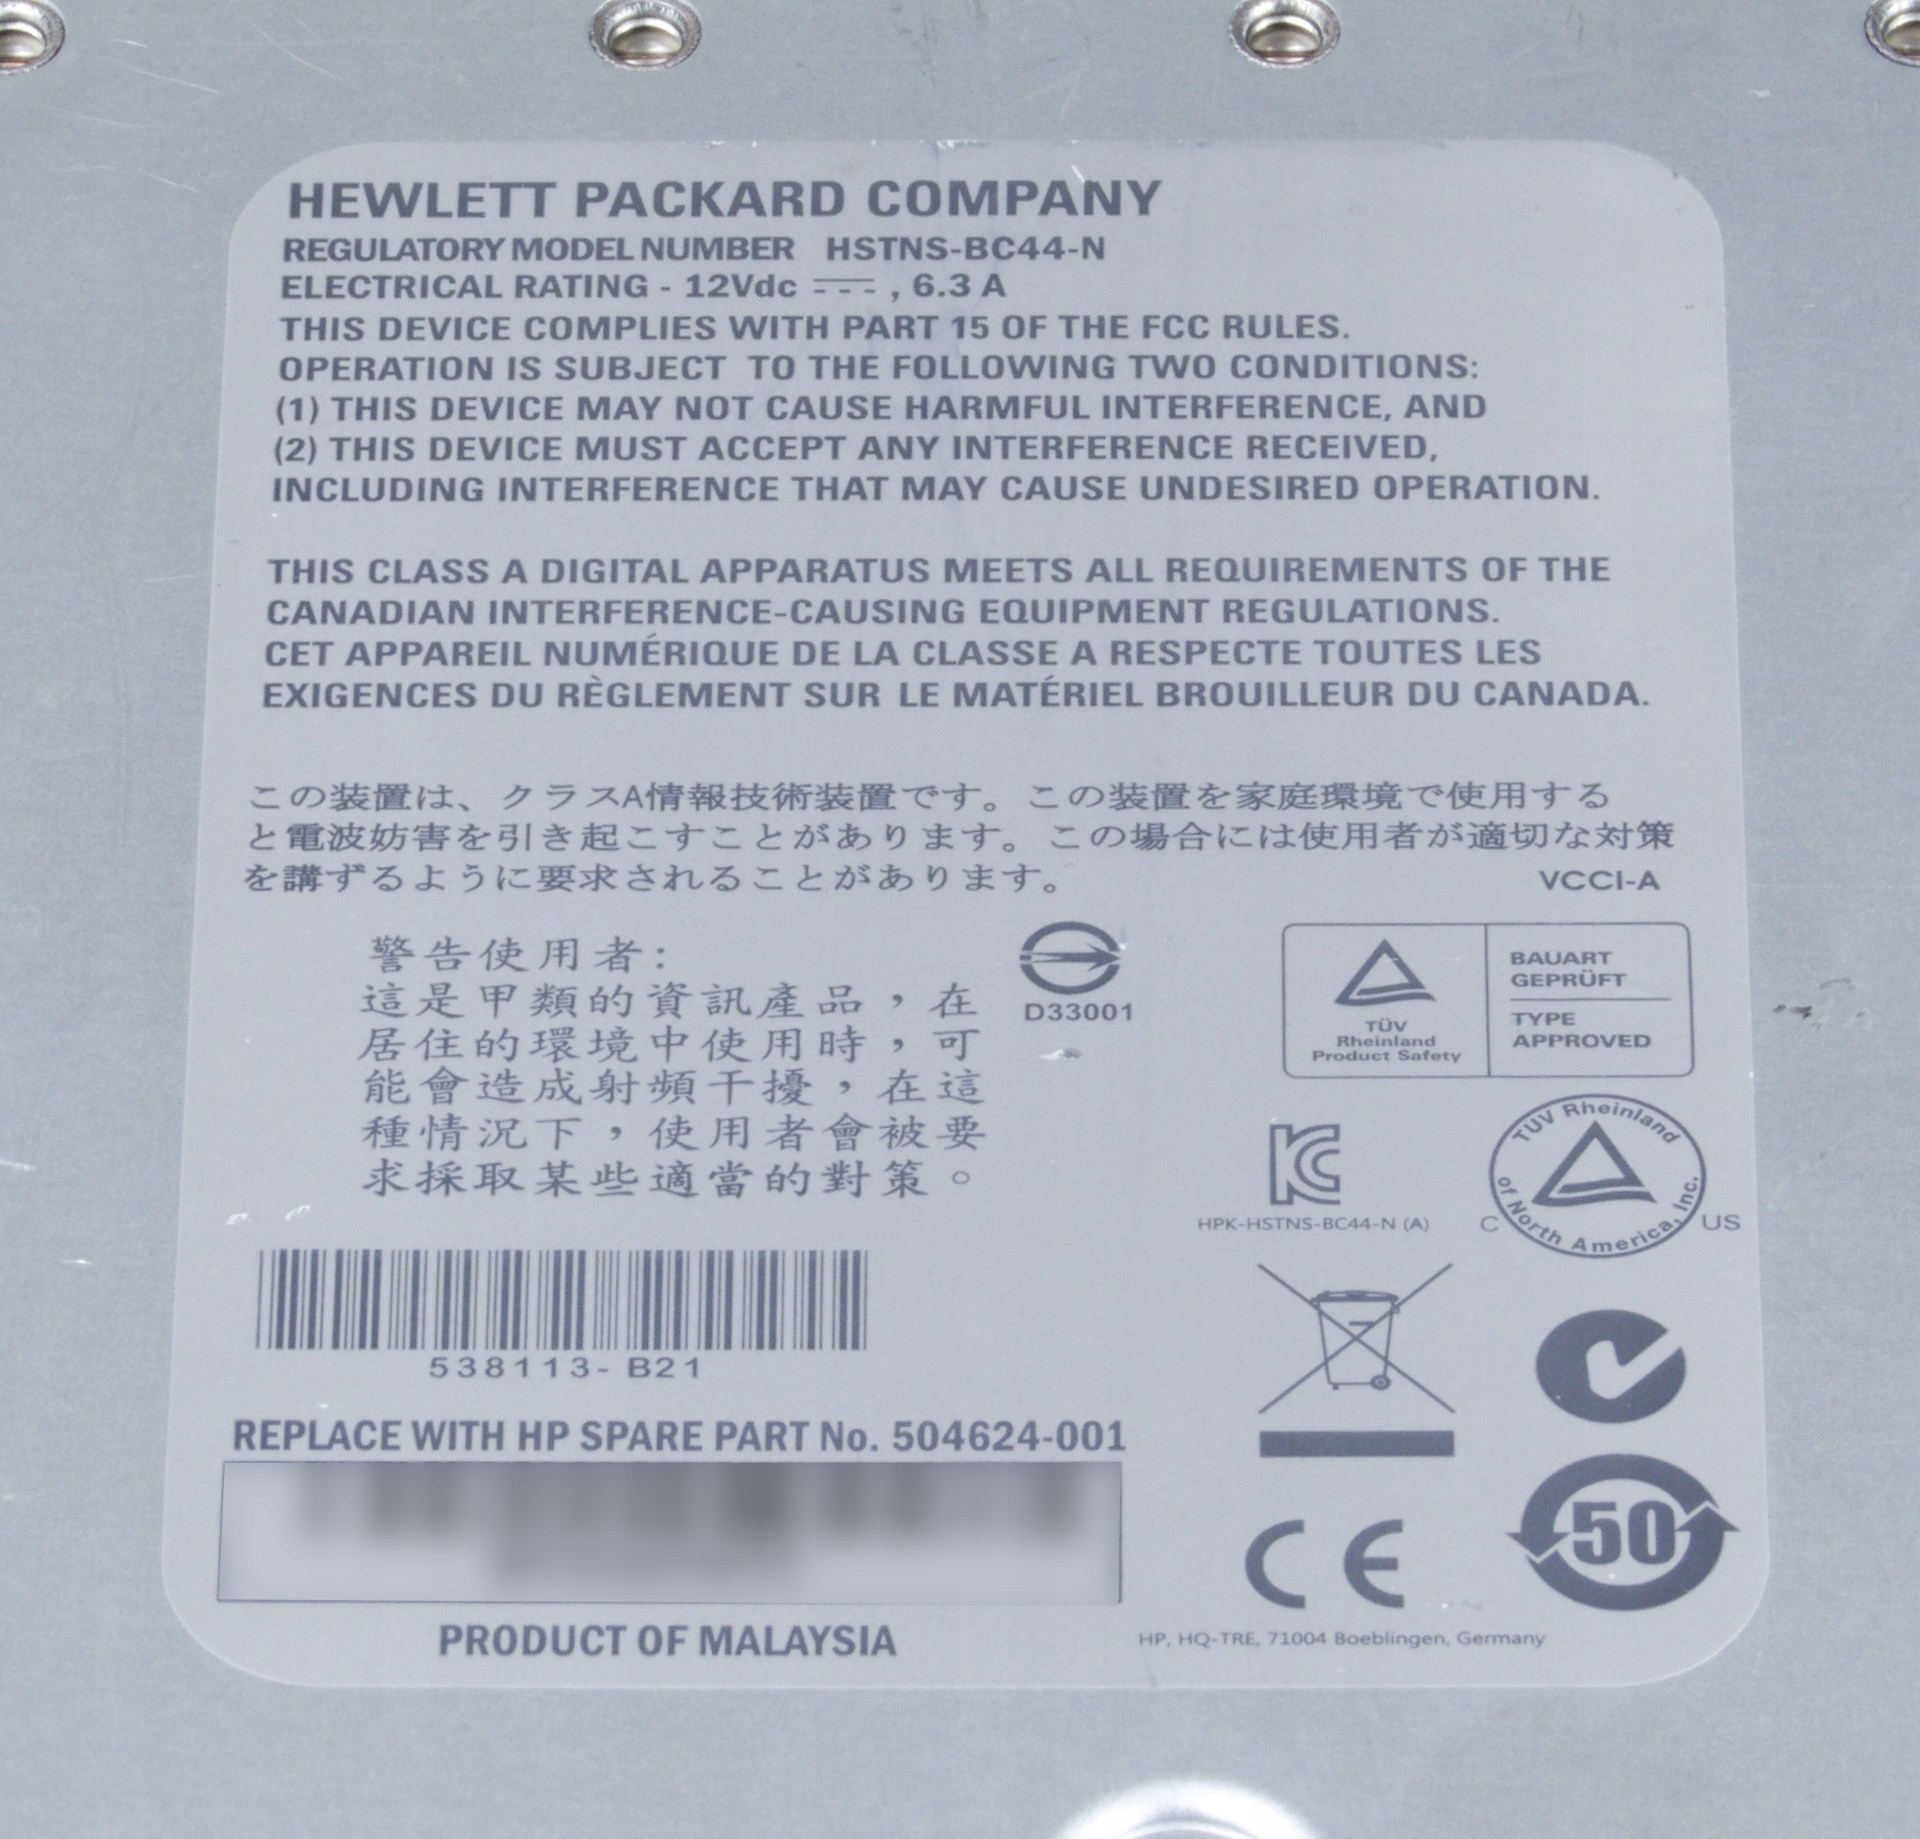 HEWLETT PACKARD COMPANY
REGULATORY MODEL NUMBER HSTNS-BC44-N
ELECTRICAL RATING - 12Vdc ⎓ , 6.3 A
THIS DEVICE COMPLIES WITH PART 15 OF THE FCC RULES.
OPERATION IS SUBJECT TO THE FOLLOWING TWO CONDITIONS:
(1) THIS DEVICE MAY NOT CAUSE HARMFUL INTERFERENCE, AND
(2) THIS DEVICE MUST ACCEPT ANY INTERFERENCE RECEIVED,
INCLUDING INTERFERENCE THAT MAY CAUSE UNDESIRED OPERATION.
THIS CLASS A DIGITAL APPARATUS MEETS ALL REQUIREMENTS OF THE
CANADIAN INTERFERENCE-CAUSING EQUIPMENT REGULATIONS.
CET APPAREIL NUMÉRIQUE DE LA CLASSE A RESPECTE TOUTES LES
EXIGENCES DU RÈGLEMENT SUR LE MATÉRIEL BROUILLEUR DU CANADA.
この装置は、クラスA情報技術装置です。この装置を家庭環境で使用する
と電波妨害を引き起こすことがあります。この場合には使用者が適切な対策
を講ずるように要求されることがあります。
VCCI-A
警告使用者:
這是甲類的資訊產品，在
居住的環境中使用時，可
能會造成射頻干擾，在這
種情況下，使用者會被要
求採取某些適當的對策。
D33001
TÜV
Rheinland
Product Safety
BAUART
GEPRÜFT
TYPE
APPROVED
KC
HPK-HSTNS-BC44-N (A)
TUV Rheinland
of North America, Inc.
C US
538113-B21
REPLACE WITH HP SPARE PART No. 504624-001
CE
50
PRODUCT OF MALAYSIA
HP, HQ-TRE, 71004 Boeblingen, Germany